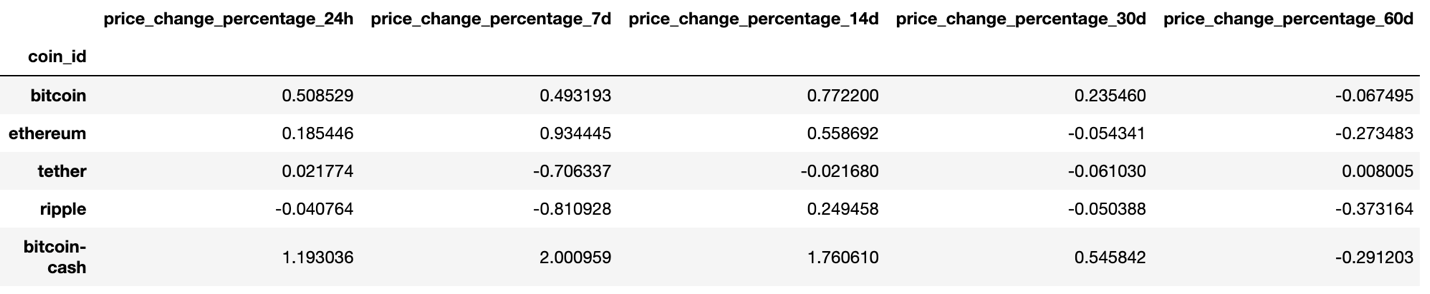 price_change_percentage_24h price_change_percentage_7d price_change_percentage_14d price_change_percentage_30d price_change_percentage_60d
coin_id
bitcoin 0.508529 0.493193 0.772200 0.235460 -0.067495
ethereum 0.185446 0.934445 0.558692 -0.054341 -0.273483
tether 0.021774 -0.706337 -0.021680 -0.061030 0.008005
ripple -0.040764 -0.810928 0.249458 -0.050388 -0.373164
bitcoin-
cash 1.193036 2.000959 1.760610 0.545842 -0.291203